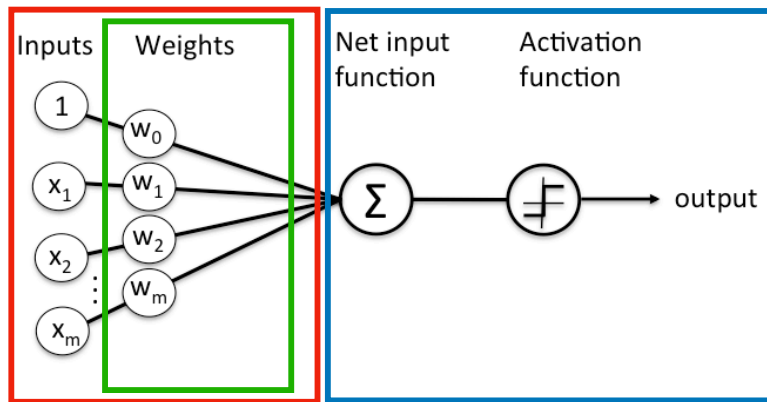 Inputs
Weights
Net input
function
Activation
function
1
w0
x1
w1
x2
w2
⋮
wm
xm
Σ
output